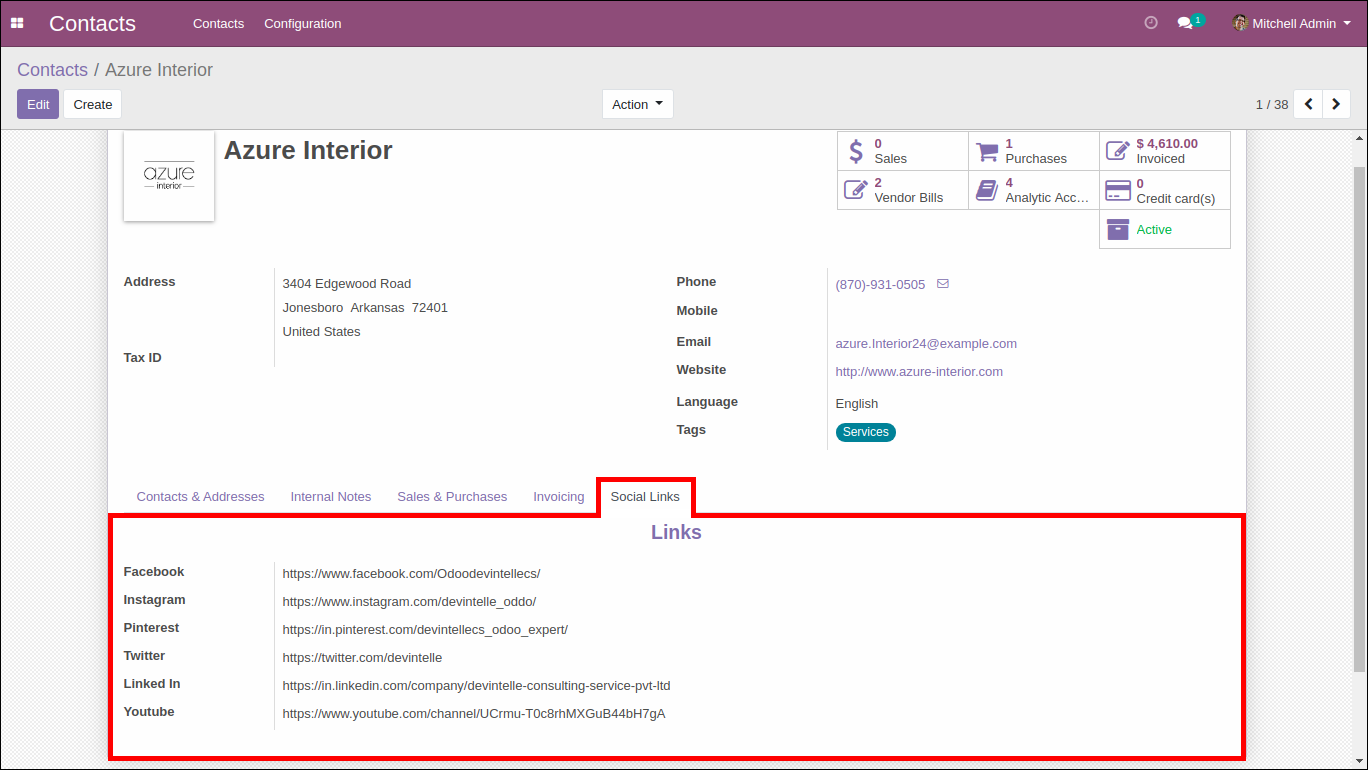 Contacts Contacts Configuration 1 Mitchell Admin
Contacts / Azure Interior
Edit Create Action 1 / 38
azure
interior
Azure Interior
$ 0 Sales
1 Purchases
$ 4,610.00 Invoiced
2 Vendor Bills
4 Analytic Acc...
0 Credit card(s)
Active
Address
3404 Edgewood Road
Jonesboro Arkansas 72401
United States
Tax ID
Phone (870)-931-0505
Mobile
Email azure.Interior24@example.com
Website http://www.azure-interior.com
Language English
Tags Services
Contacts & Addresses Internal Notes Sales & Purchases Invoicing Social Links
Links
Facebook https://www.facebook.com/Odoodevintellecs/
Instagram https://www.instagram.com/devintelle_oddo/
Pinterest https://in.pinterest.com/devintellecs_odoo_expert/
Twitter https://twitter.com/devintelle
Linked In https://in.linkedin.com/company/devintelle-consulting-service-pvt-ltd
Youtube https://www.youtube.com/channel/UCrmu-T0c8rhMXGuB44bH7gA